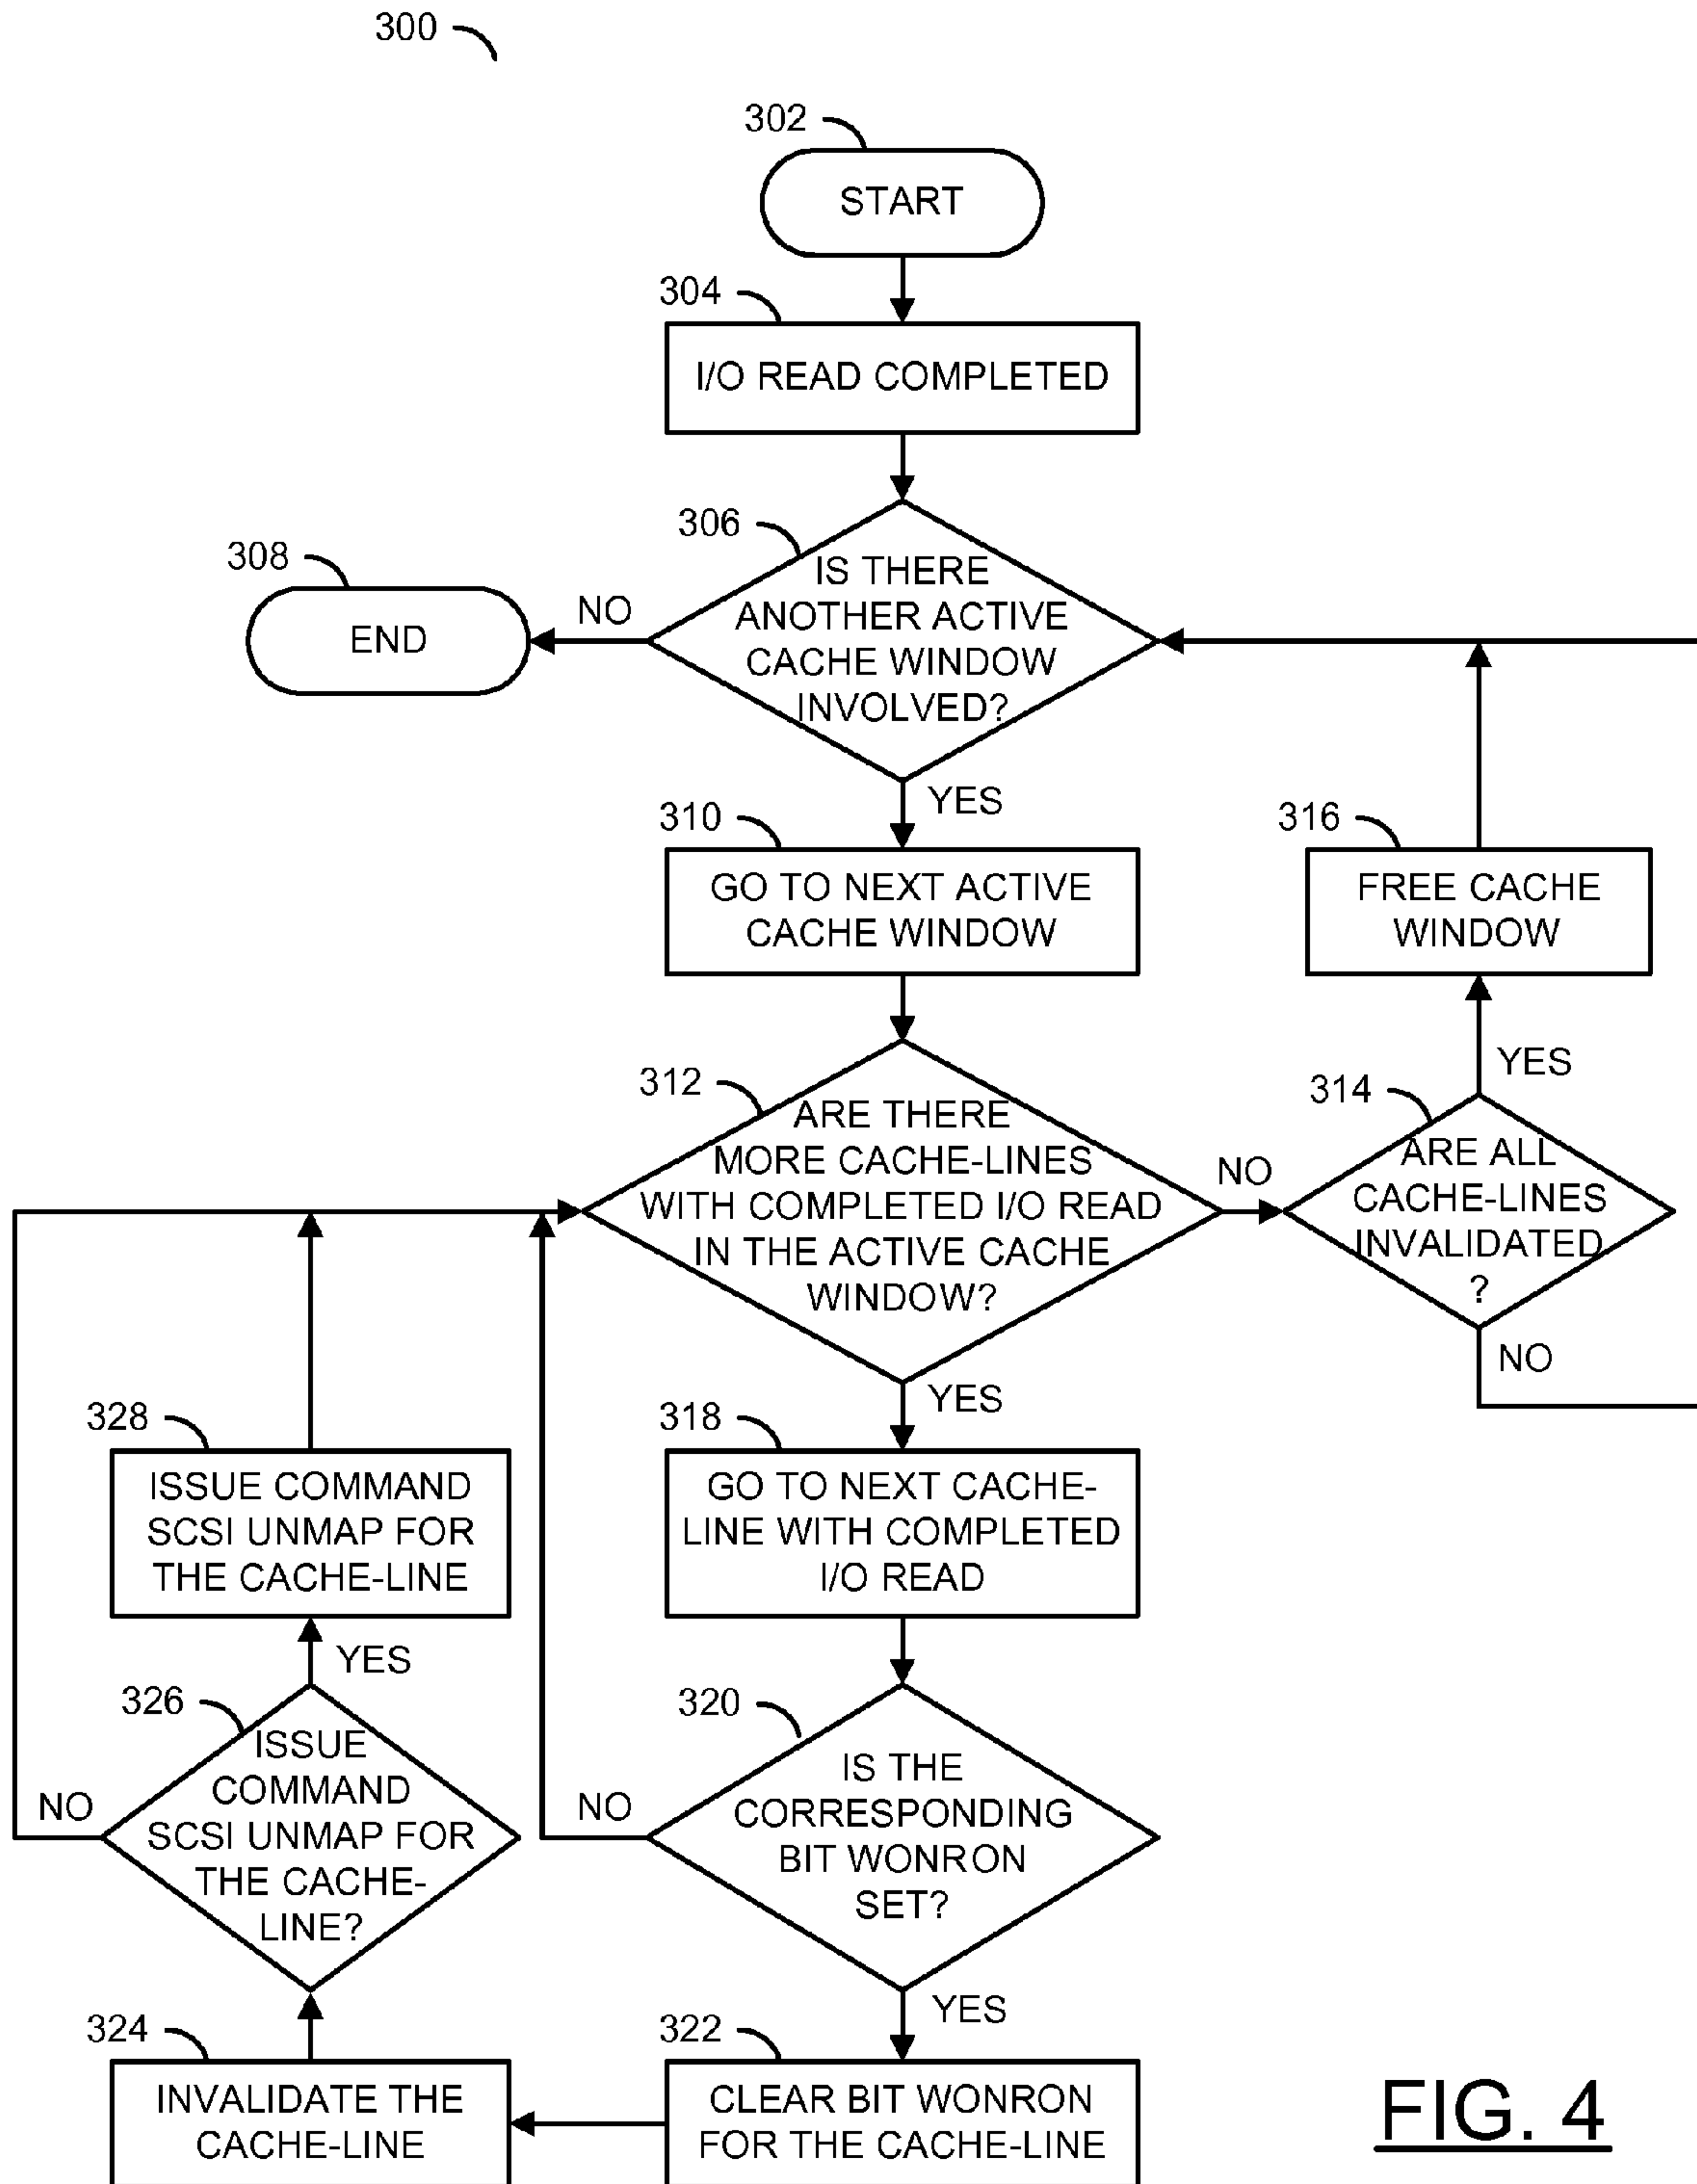 300
302
START
304
I/O READ COMPLETED
306
IS THERE
ANOTHER ACTIVE
CACHE WINDOW
INVOLVED?
NO
308
END
YES
310
GO TO NEXT ACTIVE
CACHE WINDOW
316
FREE CACHE
WINDOW
312
ARE THERE
MORE CACHE-LINES
WITH COMPLETED I/O READ
IN THE ACTIVE CACHE
WINDOW?
NO
YES
314
ARE ALL
CACHE-LINES
INVALIDATED
?
YES
NO
318
GO TO NEXT CACHE-
LINE WITH COMPLETED
I/O READ
328
ISSUE COMMAND
SCSI UNMAP FOR
THE CACHE-LINE
YES
326
ISSUE
COMMAND
SCSI UNMAP FOR
THE CACHE-
LINE?
NO
320
IS THE
CORRESPONDING
BIT WONRON
SET?
NO
YES
324
INVALIDATE THE
CACHE-LINE
322
CLEAR BIT WONRON
FOR THE CACHE-LINE
FIG. 4